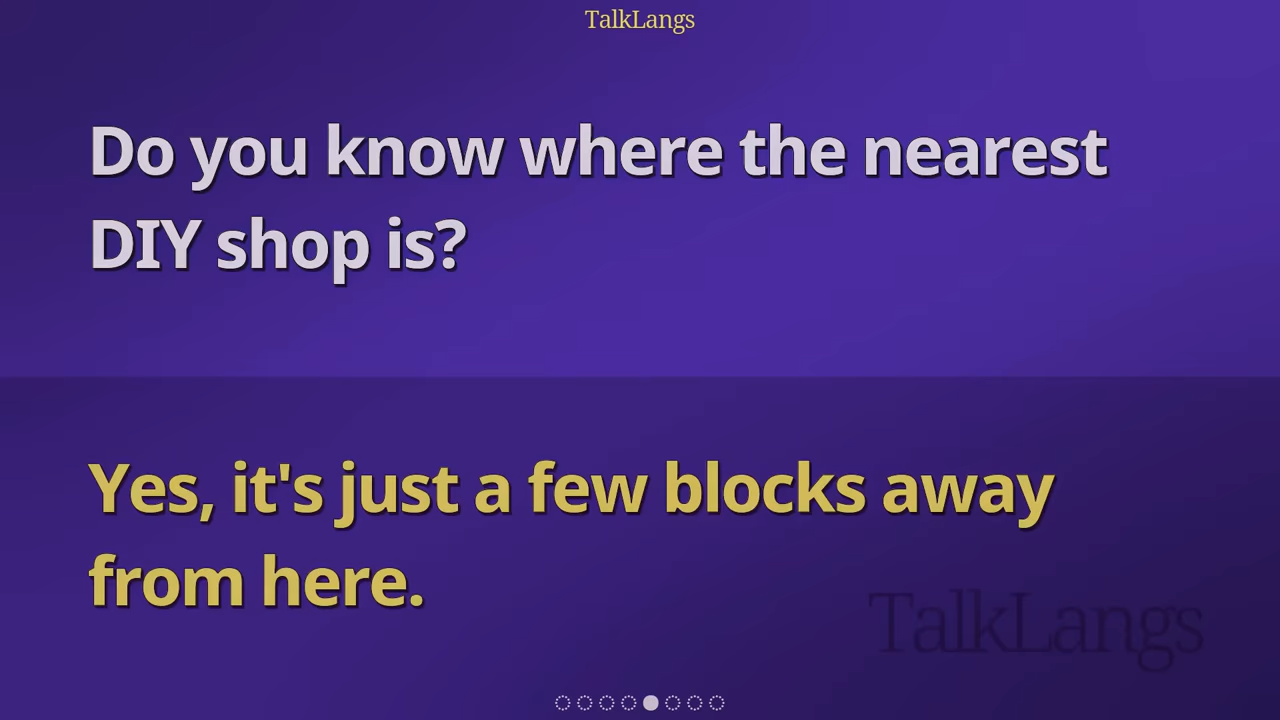 TalkLangs
Do you know where the nearest
DIY shop is?
Yes, it's just a few blocks away
from here.
TalkLangs